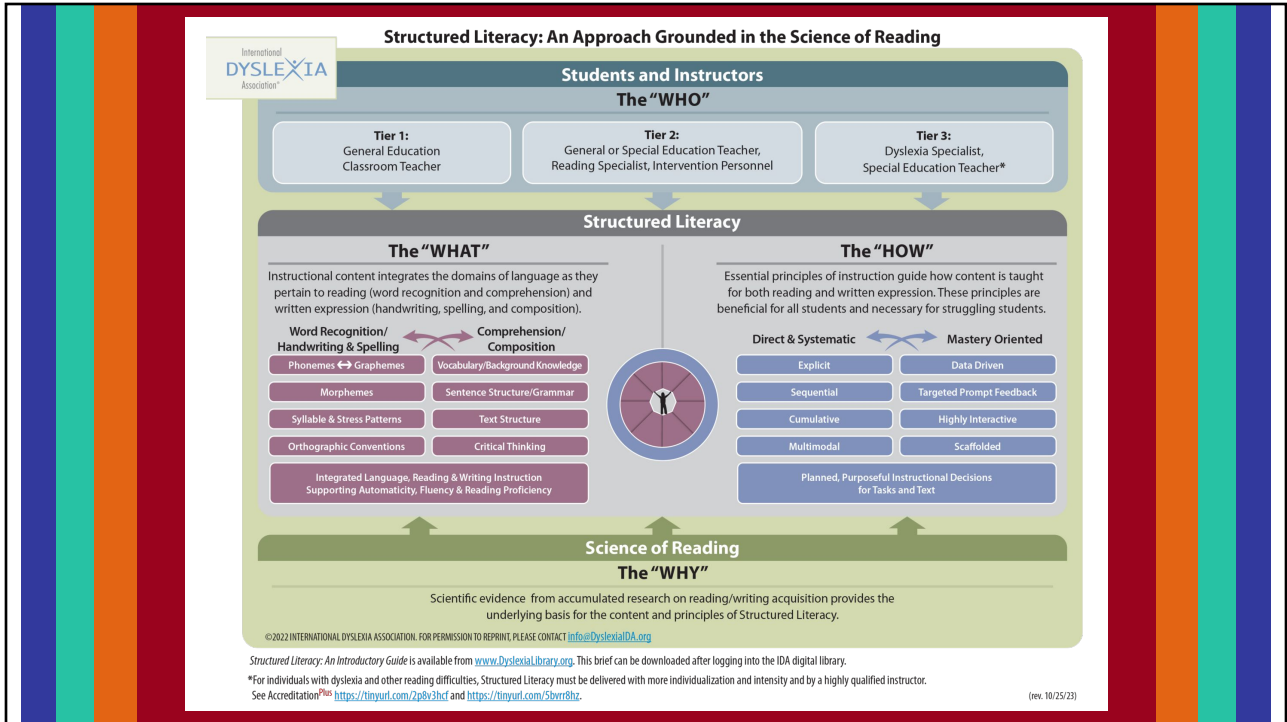 Structured Literacy: An Approach Grounded in the Science of Reading
International
DYSLEXIA
Association®
Students and Instructors
The "WHO"
Tier 1:
General Education
Classroom Teacher
Tier 2:
General or Special Education Teacher,
Reading Specialist, Intervention Personnel
Tier 3:
Dyslexia Specialist,
Special Education Teacher*
Structured Literacy
The "WHAT"
Instructional content integrates the domains of language as they
pertain to reading (word recognition and comprehension) and
written expression (handwriting, spelling, and composition).
Word Recognition/
Handwriting & Spelling
Comprehension/
Composition
Phonemes ↔ Graphemes
Vocabulary/Background Knowledge
Morphemes
Sentence Structure/Grammar
Syllable & Stress Patterns
Text Structure
Orthographic Conventions
Critical Thinking
Integrated Language, Reading & Writing Instruction
Supporting Automaticity, Fluency & Reading Proficiency
The "HOW"
Essential principles of instruction guide how content is taught
for both reading and written expression. These principles are
beneficial for all students and necessary for struggling students.
Direct & Systematic
Mastery Oriented
Explicit
Data Driven
Sequential
Targeted Prompt Feedback
Cumulative
Highly Interactive
Multimodal
Scaffolded
Planned, Purposeful Instructional Decisions
for Tasks and Text
Science of Reading
The "WHY"
Scientific evidence from accumulated research on reading/writing acquisition provides the
underlying basis for the content and principles of Structured Literacy.
©2022 INTERNATIONAL DYSLEXIA ASSOCIATION. FOR PERMISSION TO REPRINT, PLEASE CONTACT info@DyslexiaIDA.org
Structured Literacy: An Introductory Guide is available from www.DyslexiaLibrary.org. This brief can be downloaded after logging into the IDA digital library.
*For individuals with dyslexia and other reading difficulties, Structured Literacy must be delivered with more individualization and intensity and by a highly qualified instructor.
See AccreditationPlus https://tinyurl.com/2p8v3hcf and https://tinyurl.com/5bvrr8hz.
(rev. 10/25/23)